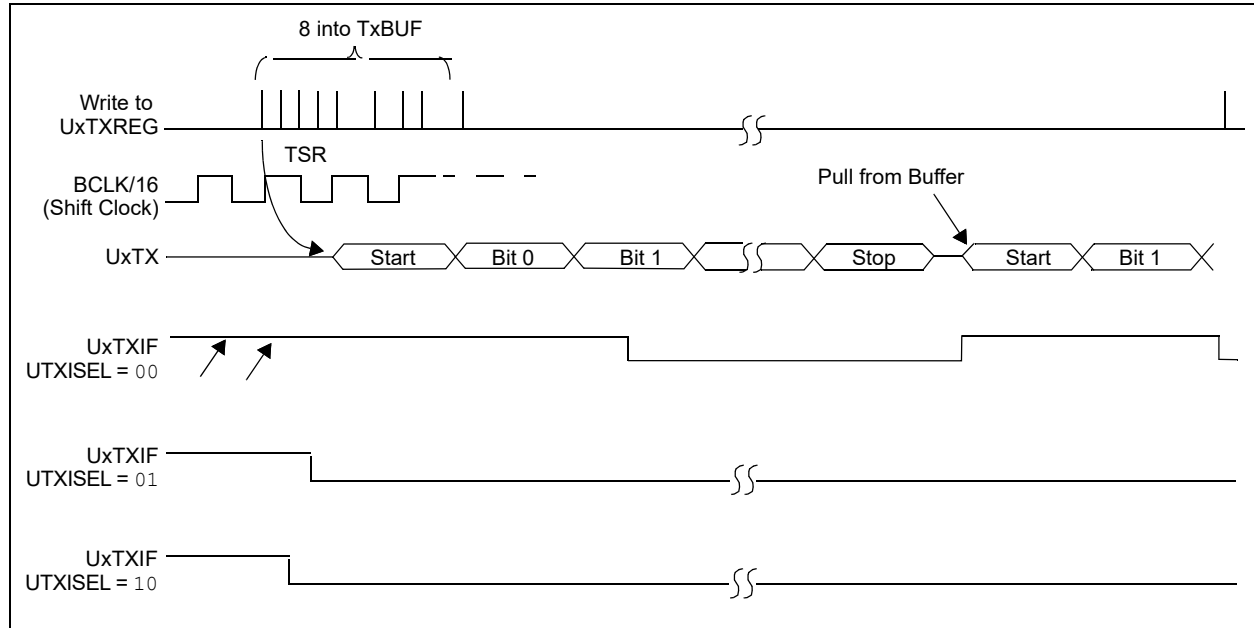 8 into TxBUF
Write to
UxTXREG
TSR
BCLK/16
(Shift Clock)
Pull from Buffer
UxTX
Start
Bit 0
Bit 1
Stop
Start
Bit 1
UxTXIF
UTXISEL = 00
UxTXIF
UTXISEL = 01
UxTXIF
UTXISEL = 10